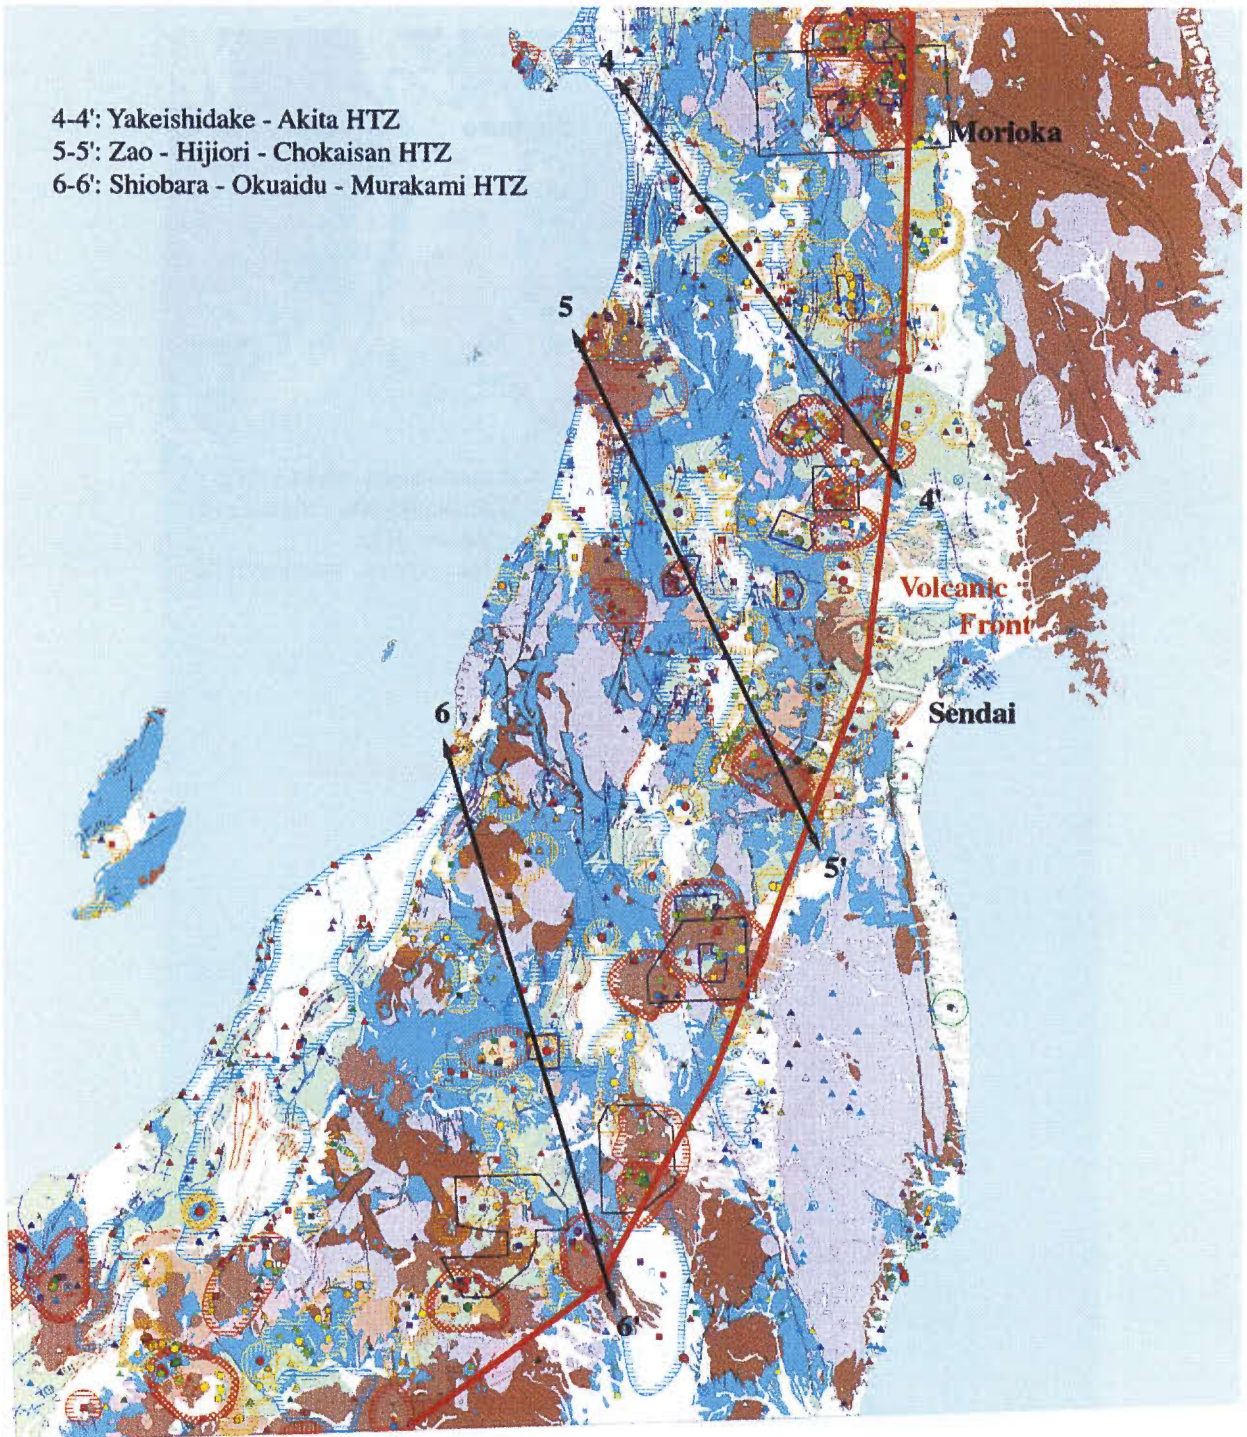 4
4-4': Yakeishidake - Akita HTZ
5-5': Zao - Hijiori - Chokaisan HTZ
6-6': Shiobara - Okuaidu - Murakami HTZ
Morioka
5
4'
Volcanic
Front
6
Sendai
5'
6'